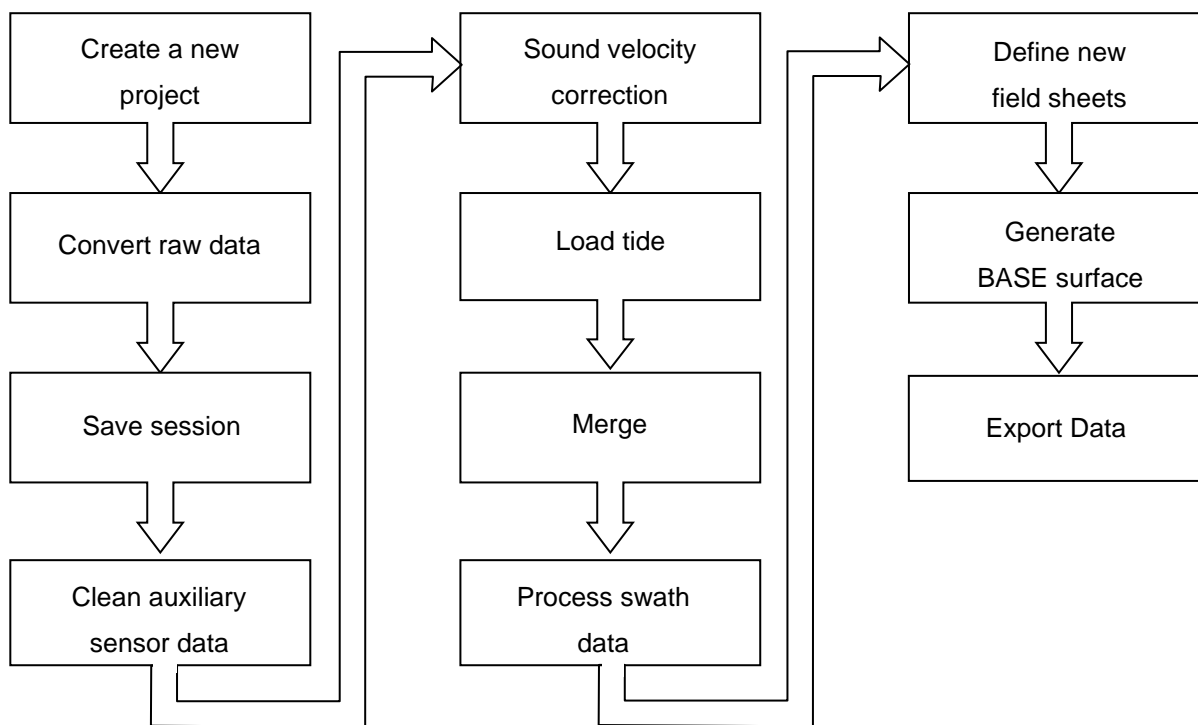 Create a new
project
Convert raw data
Save session
Clean auxiliary
sensor data
Sound velocity
correction
Load tide
Merge
Process swath
data
Define new
field sheets
Generate
BASE surface
Export Data